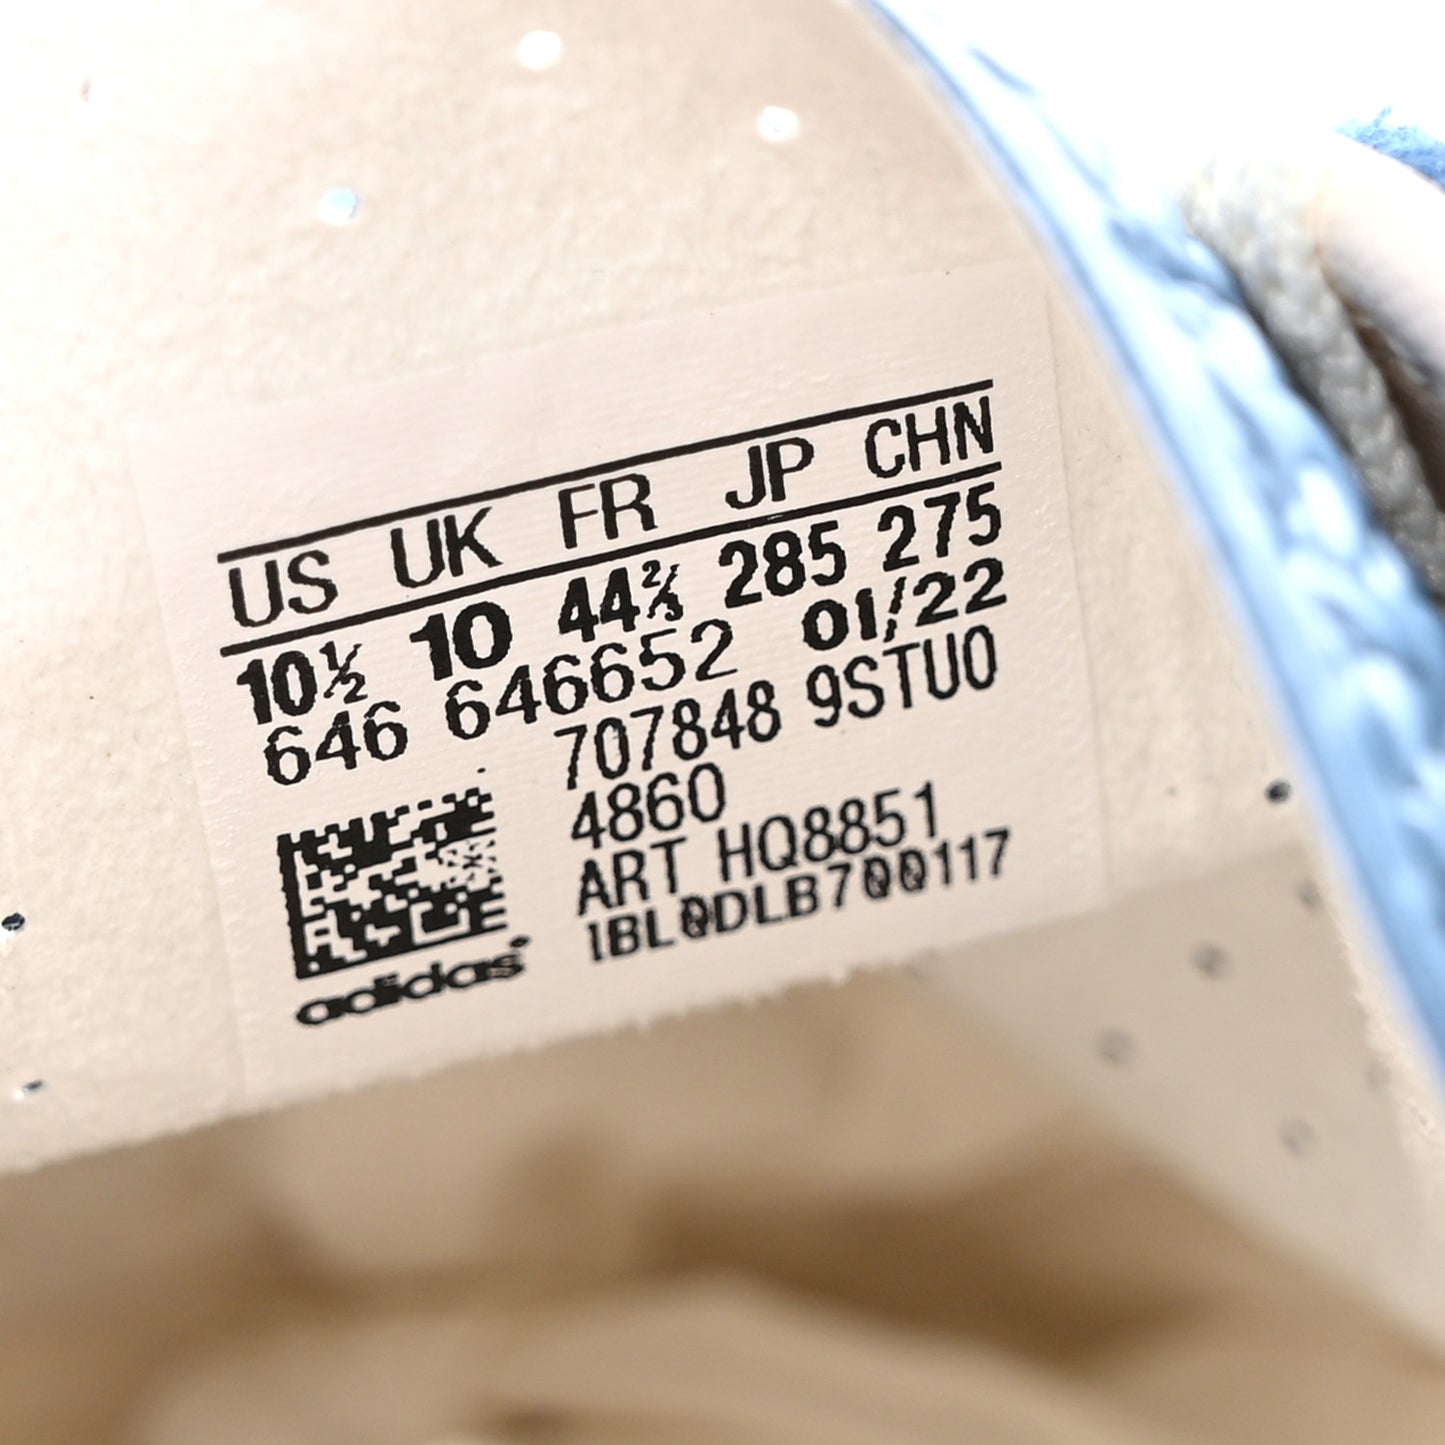 US UK FR JP CHN
10½ 10 44⅔ 285 275
646 646652 01/22
707848 9STU0
4860
ART HQ8851
1BL0DLB700117
adidas